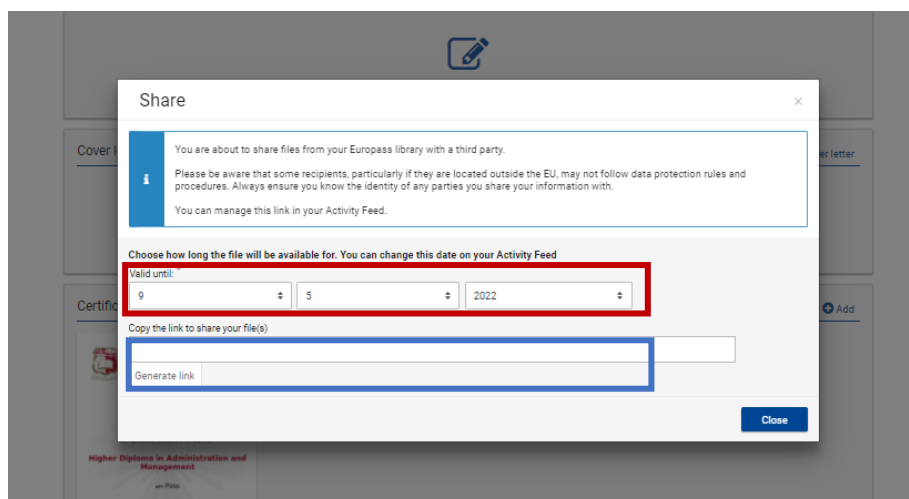 Share
×
Cover l
er letter
You are about to share files from your Europass library with a third party.
Please be aware that some recipients, particularly if they are located outside the EU, may not follow data protection rules and
procedures. Always ensure you know the identity of any parties you share your information with.
You can manage this link in your Activity Feed.
Choose how long the file will be available for. You can change this date on your Activity Feed
Valid until: *
9 5 2022
Certific
Add
Copy the link to share your file(s)
Generate link
Close
Higher Diploma in Administration and
Management
with Pass